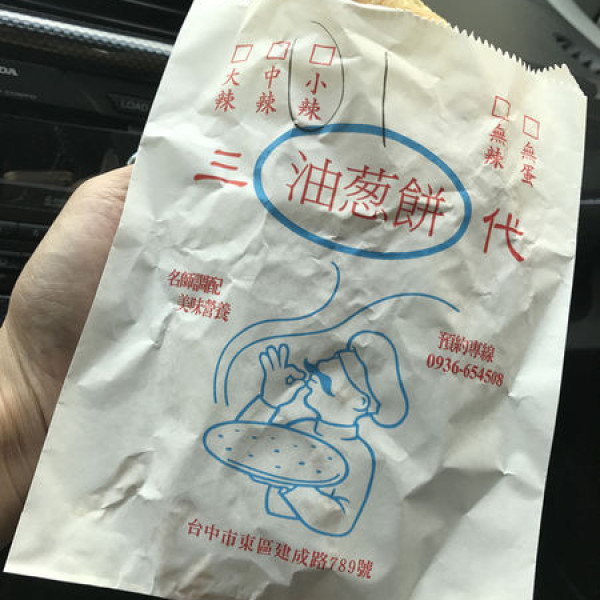 大辣
中辣
小辣
無辣
無蛋
三代
油葱餅
名師調配
美味營養
預約專線
0936-654508
台中市東區建成路789號
LOAD